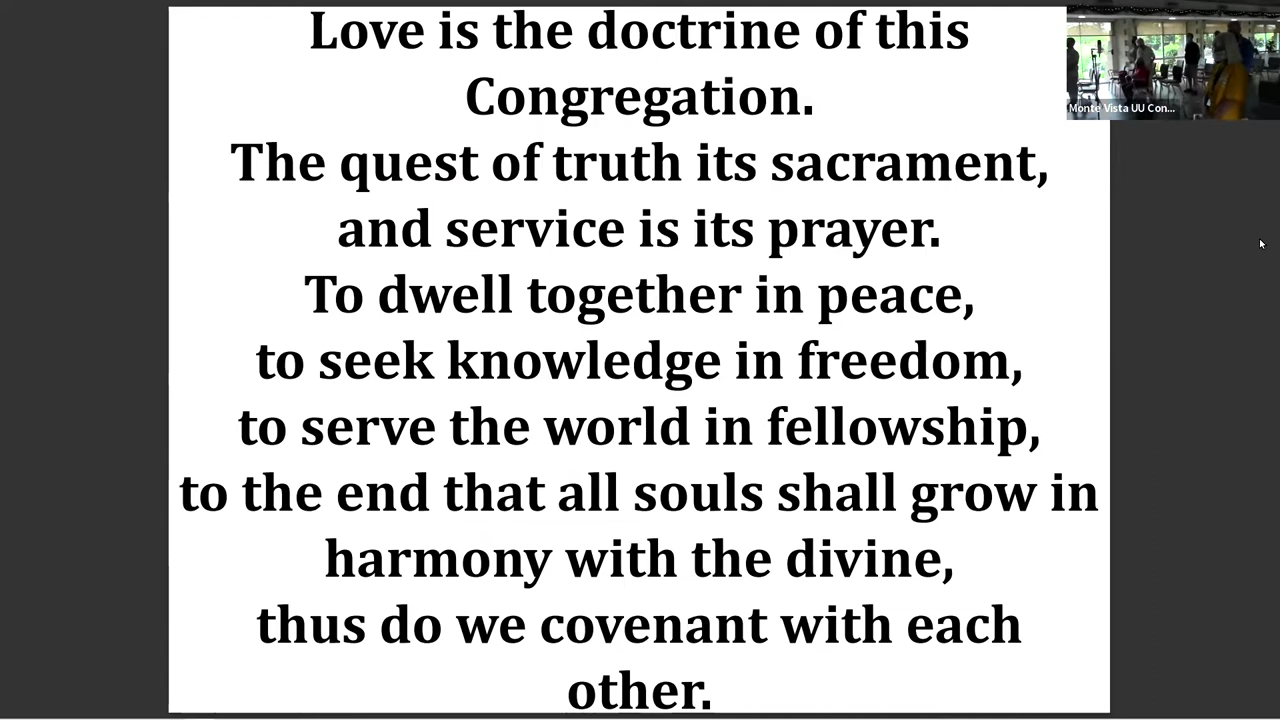 Love is the doctrine of this
Congregation.
The quest of truth its sacrament,
and service is its prayer.
To dwell together in peace,
to seek knowledge in freedom,
to serve the world in fellowship,
to the end that all souls shall grow in
harmony with the divine,
thus do we covenant with each
other.
Monte Vista UU Con...